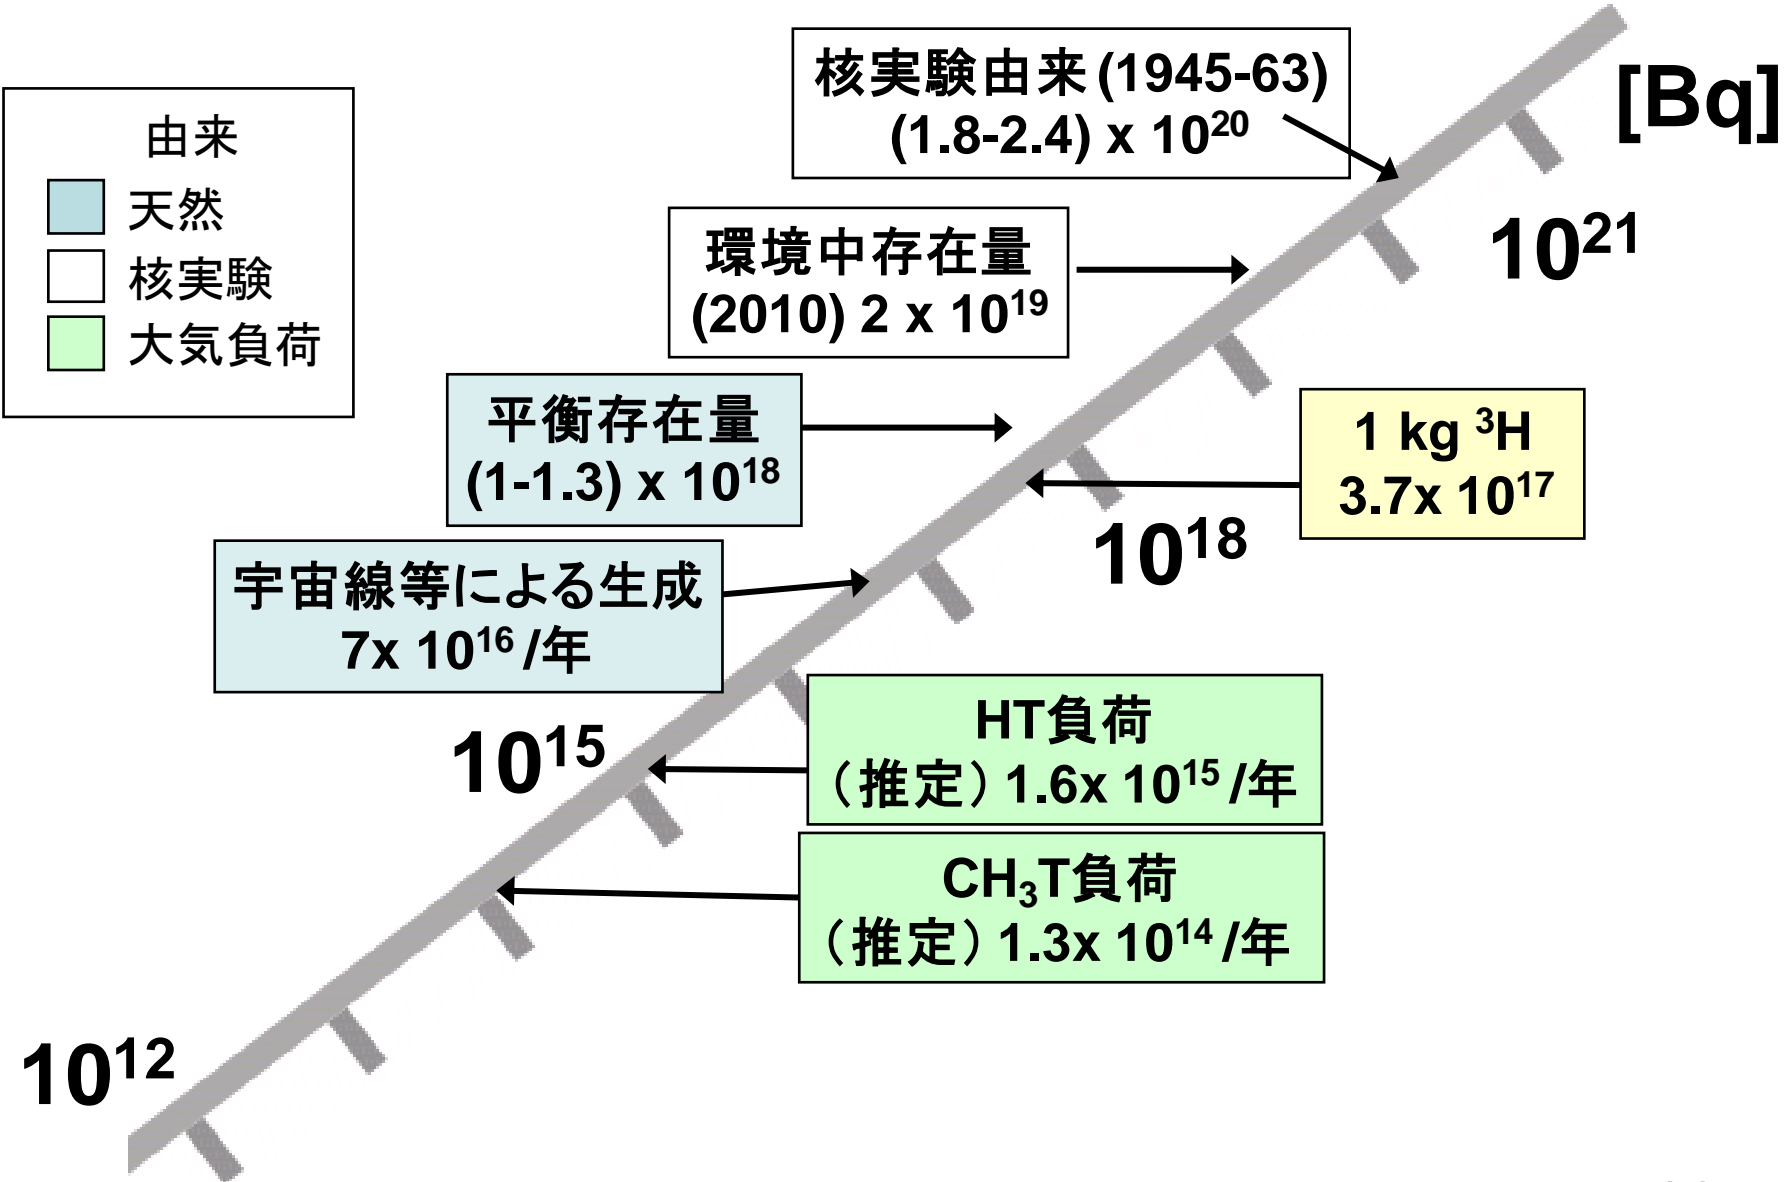 核実験由来(1945-63)
(1.8-2.4) x 10²⁰
[Bq]
由来
天然
核実験
大気負荷
環境中存在量
(2010) 2 x 10¹⁹
10²¹
平衡存在量
(1-1.3) x 10¹⁸
1 kg ³H
3.7x 10¹⁷
10¹⁸
宇宙線等による生成
7x 10¹⁶ /年
10¹⁵
HT負荷
（推定）1.6x 10¹⁵ /年
CH₃T負荷
（推定）1.3x 10¹⁴ /年
10¹²